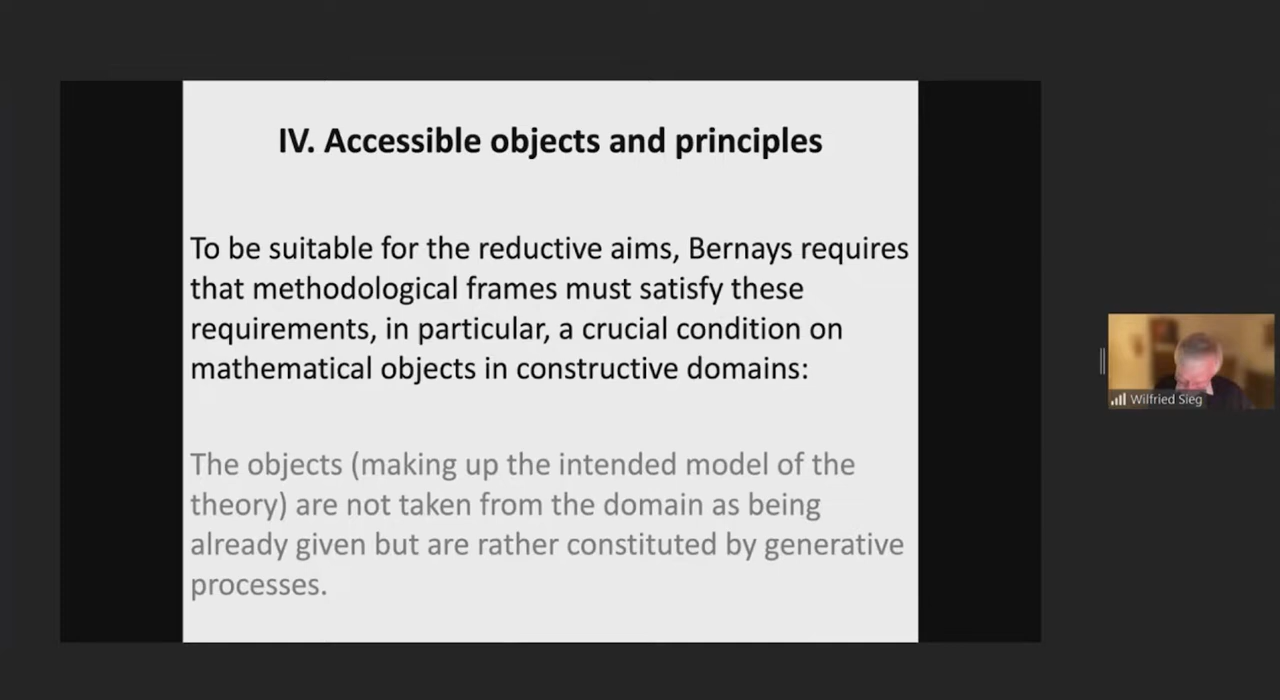 IV. Accessible objects and principles
To be suitable for the reductive aims, Bernays requires
that methodological frames must satisfy these
requirements, in particular, a crucial condition on
mathematical objects in constructive domains:
The objects (making up the intended model of the
theory) are not taken from the domain as being
already given but are rather constituted by generative
processes.
Wilfried Sieg